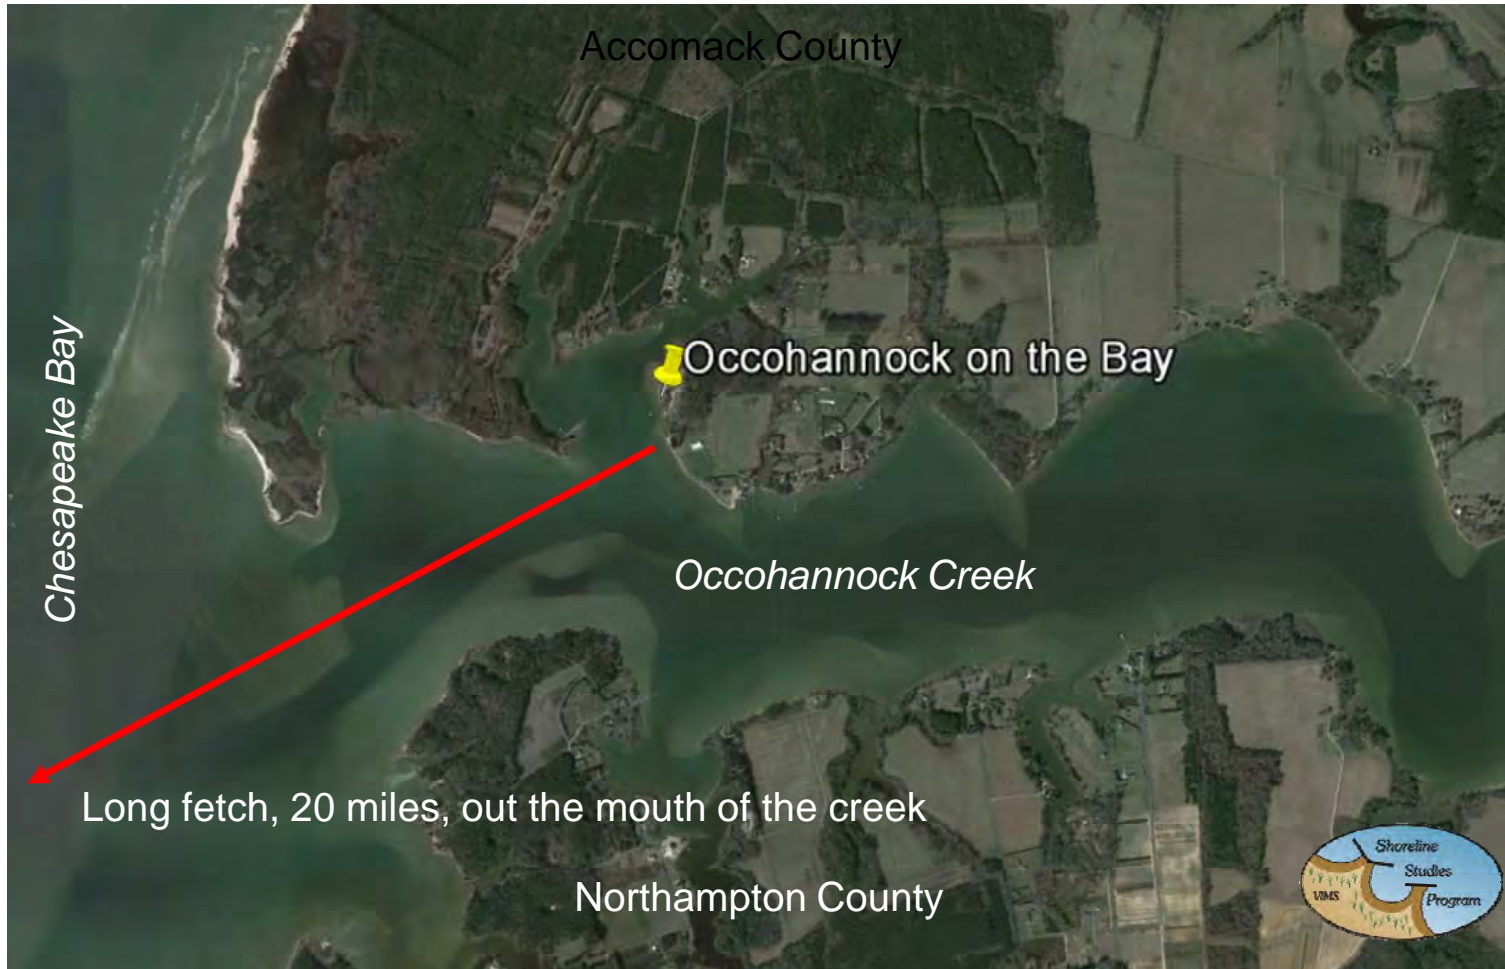 Accomack County
Occohannock on the Bay
Chesapeake Bay
Occohannock Creek
Long fetch, 20 miles, out the mouth of the creek
Northampton County
Shoreline
Studies
VIMS
Program